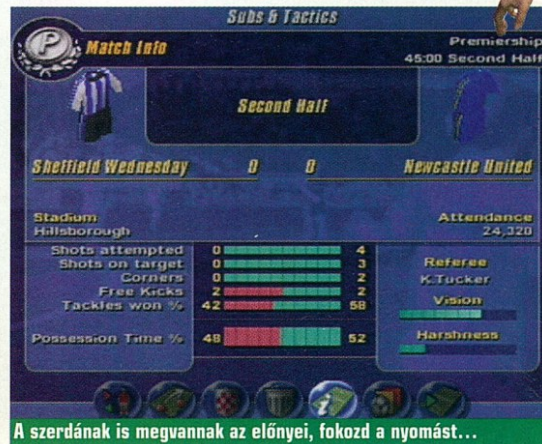 Subs & Tactics
P
Match Info
Premiership
45:00 Second Half
Second Half
Sheffield Wednesday 0 0 Newcastle United
Stadium
Hillsborough
Attendance
24,320
Shots attempted 0 4
Shots on target 0 3
Corners 0 2
Free Kicks 2 2
Tackles won % 42 58
Possession Time % 48 52
Referee
K.Tucker
Vision
Harshness
A szerdának is megvannak az előnyei, fokozd a nyomást...